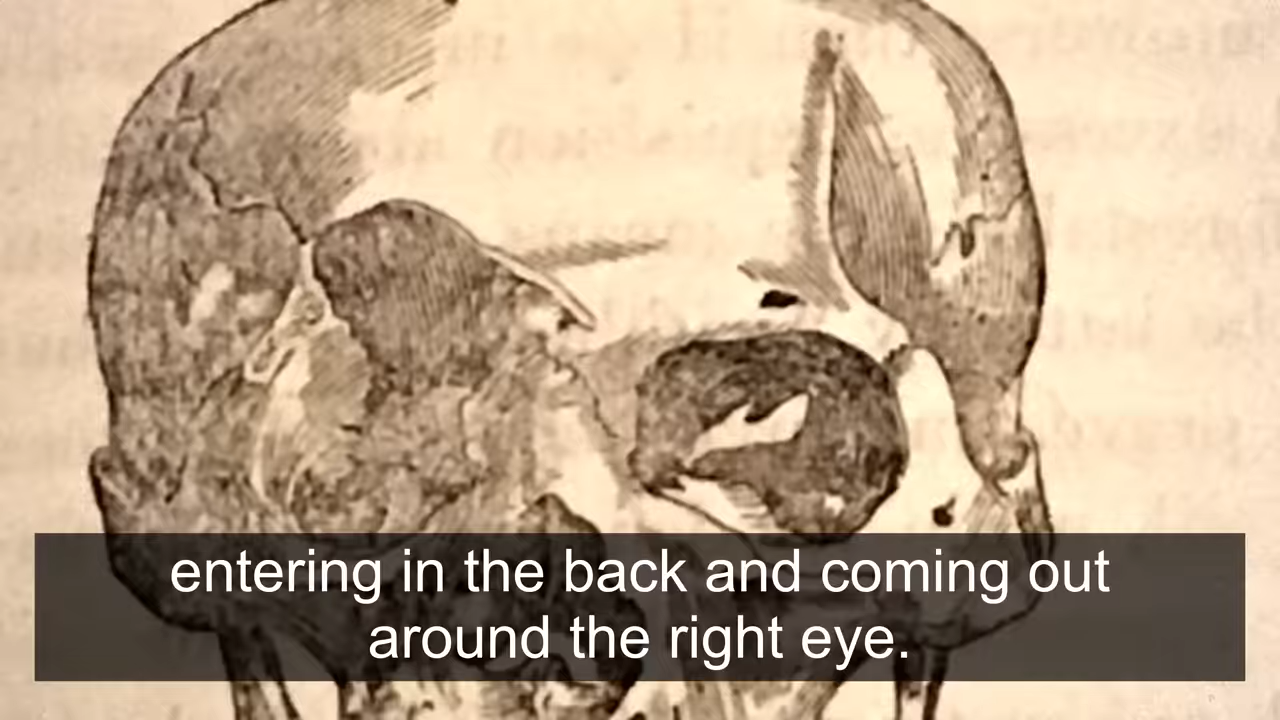 entering in the back and coming out
around the right eye.